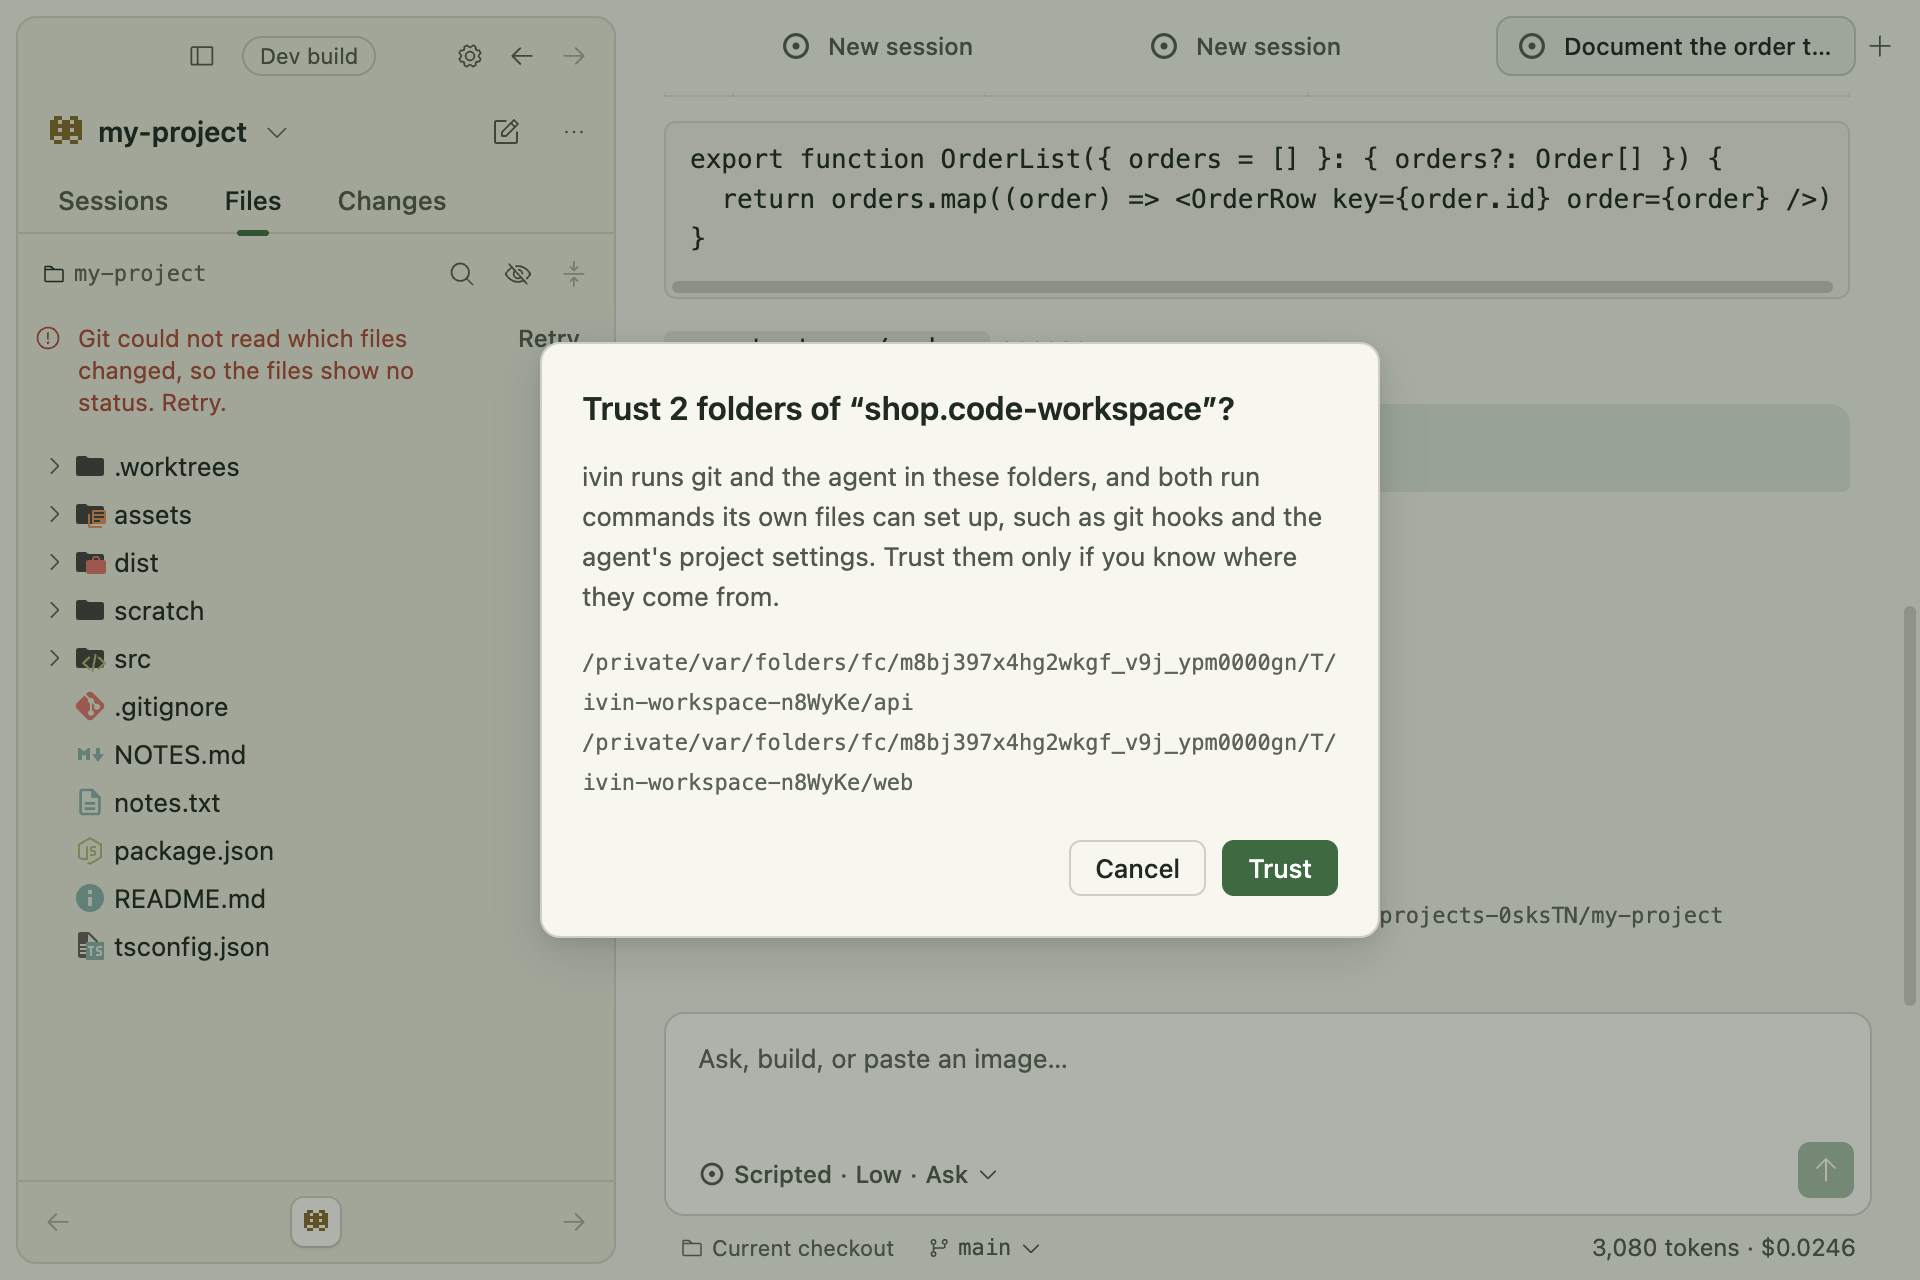 Dev build
my-project
Sessions
Files
Changes
my-project
Git could not read which files
changed, so the files show no
status. Retry.
Retry
.worktrees
assets
dist
scratch
src
.gitignore
NOTES.md
notes.txt
package.json
README.md
tsconfig.json
New session
New session
Document the order t...
export function OrderList({ orders = [] }: { orders?: Order[] }) {
return orders.map((order) => <OrderRow key={order.id} order={order} />)
}
Trust 2 folders of “shop.code-workspace”?
ivin runs git and the agent in these folders, and both run
commands its own files can set up, such as git hooks and the
agent's project settings. Trust them only if you know where
they come from.
/private/var/folders/fc/m8bj397x4hg2wkgf_v9j_ypm0000gn/T/
ivin-workspace-n8WyKe/api
/private/var/folders/fc/m8bj397x4hg2wkgf_v9j_ypm0000gn/T/
ivin-workspace-n8WyKe/web
Cancel
Trust
projects-0sksTN/my-project
Ask, build, or paste an image...
Scripted · Low · Ask
Current checkout
main
3,080 tokens · $0.0246